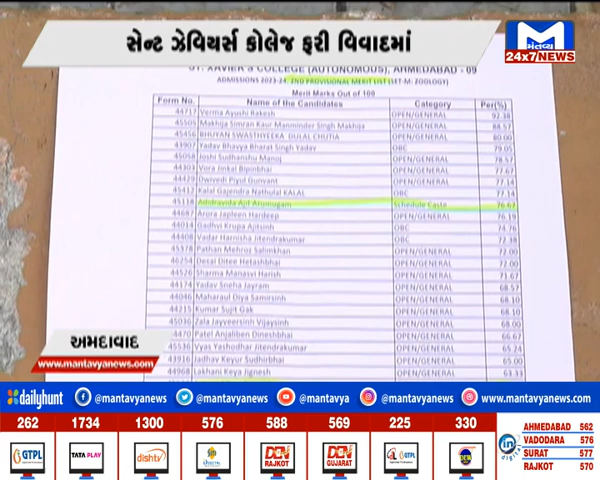 સેન્ટ ઝેવિયર્સ કોલેજ ફરી વિવાદમાં
મંતવ્ય
24x7NEWS
ST. XAVIER'S COLLEGE (AUTONOMOUS), AHMEDABAD - 09
ADMISSIONS 2023-24: 2ND PROVISIONAL MERIT LIST (SET-M: ZOOLOGY)
Merit Marks Out of 100
Form No. Name of the Candidates Category Per(%)
44717 Verma Ayushi Rakesh OPEN/GENERAL 92.38
45505 Makhija Simran Kaur Manminder Singh Makhija OPEN/GENERAL 88.57
45456 BHUYAN SWASTHYEEKA DULAL CHUTIA OPEN/GENERAL 80.00
43907 Yadav Bhavya Bharat Singh Yadav OBC 79.05
45058 Joshi Sudhanshu Manoj OPEN/GENERAL 78.57
44303 Vora Jinkal Bipinbhai OPEN/GENERAL 77.67
44429 Dwivedi Piyul Gunvant OPEN/GENERAL 77.14
45412 Kalal Gajendra Nathulal KALAL OBC 77.14
45118 Adidravida Ajit Arumugam Schedule Caste 76.67
44687 Arora Japleen Hardeep OPEN/GENERAL 76.19
44014 Gadhvi Krupa Ajitsinh OBC 74.76
44408 Vadar Harnisha Jitendrakumar OBC 72.38
45378 Pathan Mehroz Salimkhan OPEN/GENERAL 72.00
46254 Desai Ditee Hetashbhai OPEN/GENERAL 72.00
44526 Sharma Manasvi Harish OPEN/GENERAL 71.67
44174 Yadav Sneha Jayram OPEN/GENERAL 68.57
44046 Maharaul Diya Samirsinh OPEN/GENERAL 68.10
44215 Kumar Sujit Gak OPEN/GENERAL 68.10
45036 Zala Jayveersinh Vijaysinh OPEN/GENERAL 68.00
44470 Patel Anjaliben Dineshbhai OPEN/GENERAL 66.67
45536 Vyas Yashodhar Jitendrakumar OPEN/GENERAL 65.24
43916 Jadhav Keyur Sudhirbhai OPEN/GENERAL 65.00
44968 Lakhani Keya Jignesh OPEN/GENERAL 63.33
અમદાવાદ
www.mantavyanews.com
dailyhunt @mantavyanews @mantavyanews @mantavya @mantavyanews www.mantavyanews.com
262 1734 1300 576 588 569 225 330
GTPL TATA PLAY dishtv DEN RAJKOT DEN GUJARAT GTPL
in digital
AHMEDABAD 562
VADODARA 576
SURAT 577
RAJKOT 570